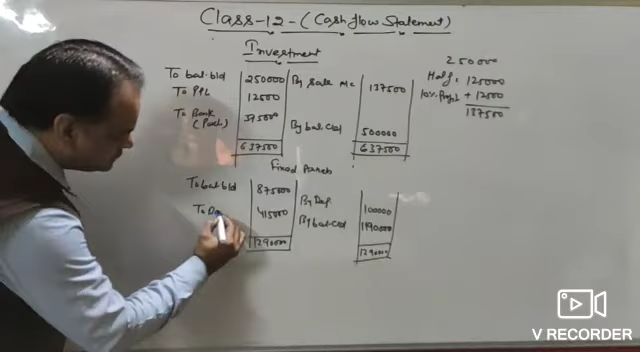 Class-12-(Cash flow Statement)
Investment
To bal. b/d 250000 By Sale A/c 137500
To P/L 12500
To Bank 375000
(Purch.) By bal. c/d 500000
637500 637500
250000
Half = 125000
10% Profit + 12500
137500
Fixed Assets
To bal. b/d 875000 By Dep. 100000
To 415000 By bal. c/d 1190000
1290000 1290000
V RECORDER